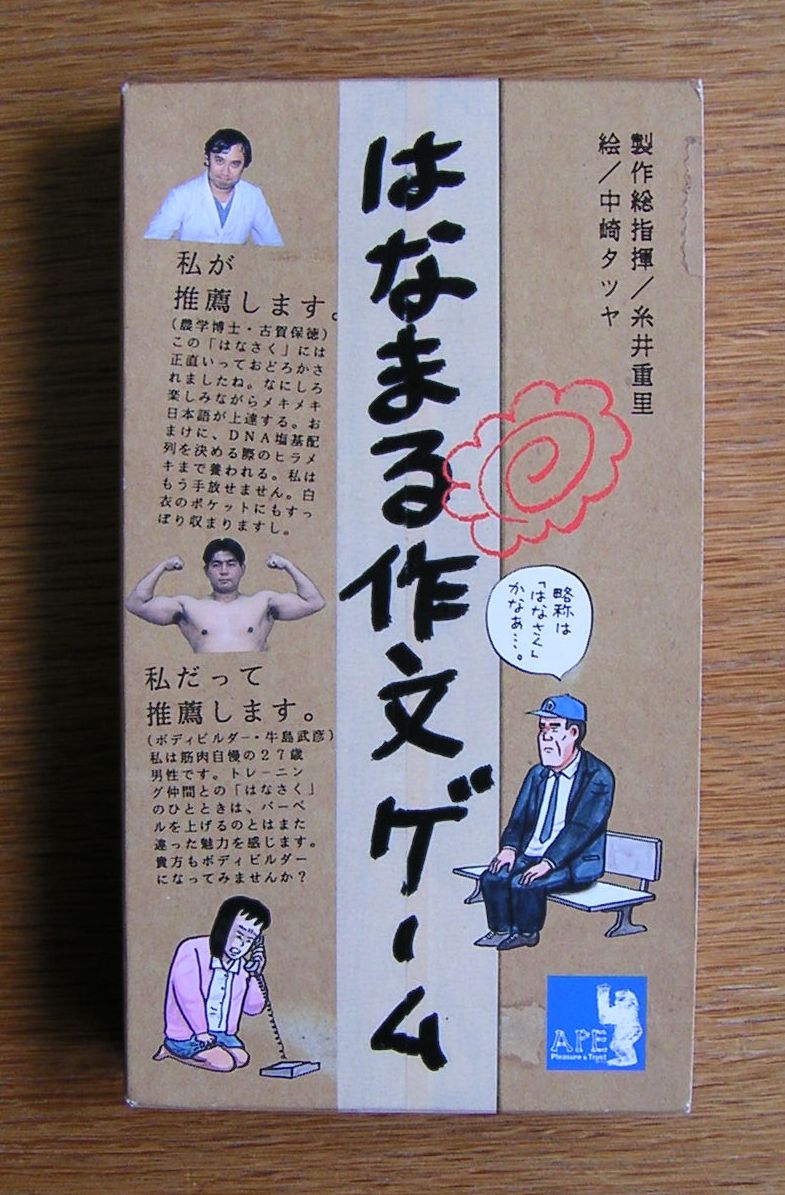 製作総指揮／糸井重里
絵／中崎タツヤ
はなまる作文ゲーム
私が
推薦します。
(農学博士・古賀保徳)
この「はなさく」には
正直いっておどろかさ
れましたね。なにしろ
楽しみながらメキメキ
日本語が上達する。お
まけに、DNA塩基配
列を決める際のヒラメ
キまで養われる。私は
もう手放せません。白
衣のポケットにもすっ
ぽり収まりますし。
私だって
推薦します。
(ボディビルダー・牛島武彦)
私は筋肉自慢の27歳
男性です。トレーニン
グ仲間との「はなさく」
のひとときは、バーベ
ルを上げるのとはまた
違った魅力を感じます。
貴方もボディビルダー
になってみませんか？
略称は
「はなさく」
かなぁ…。
APE
Pleasure & Trust